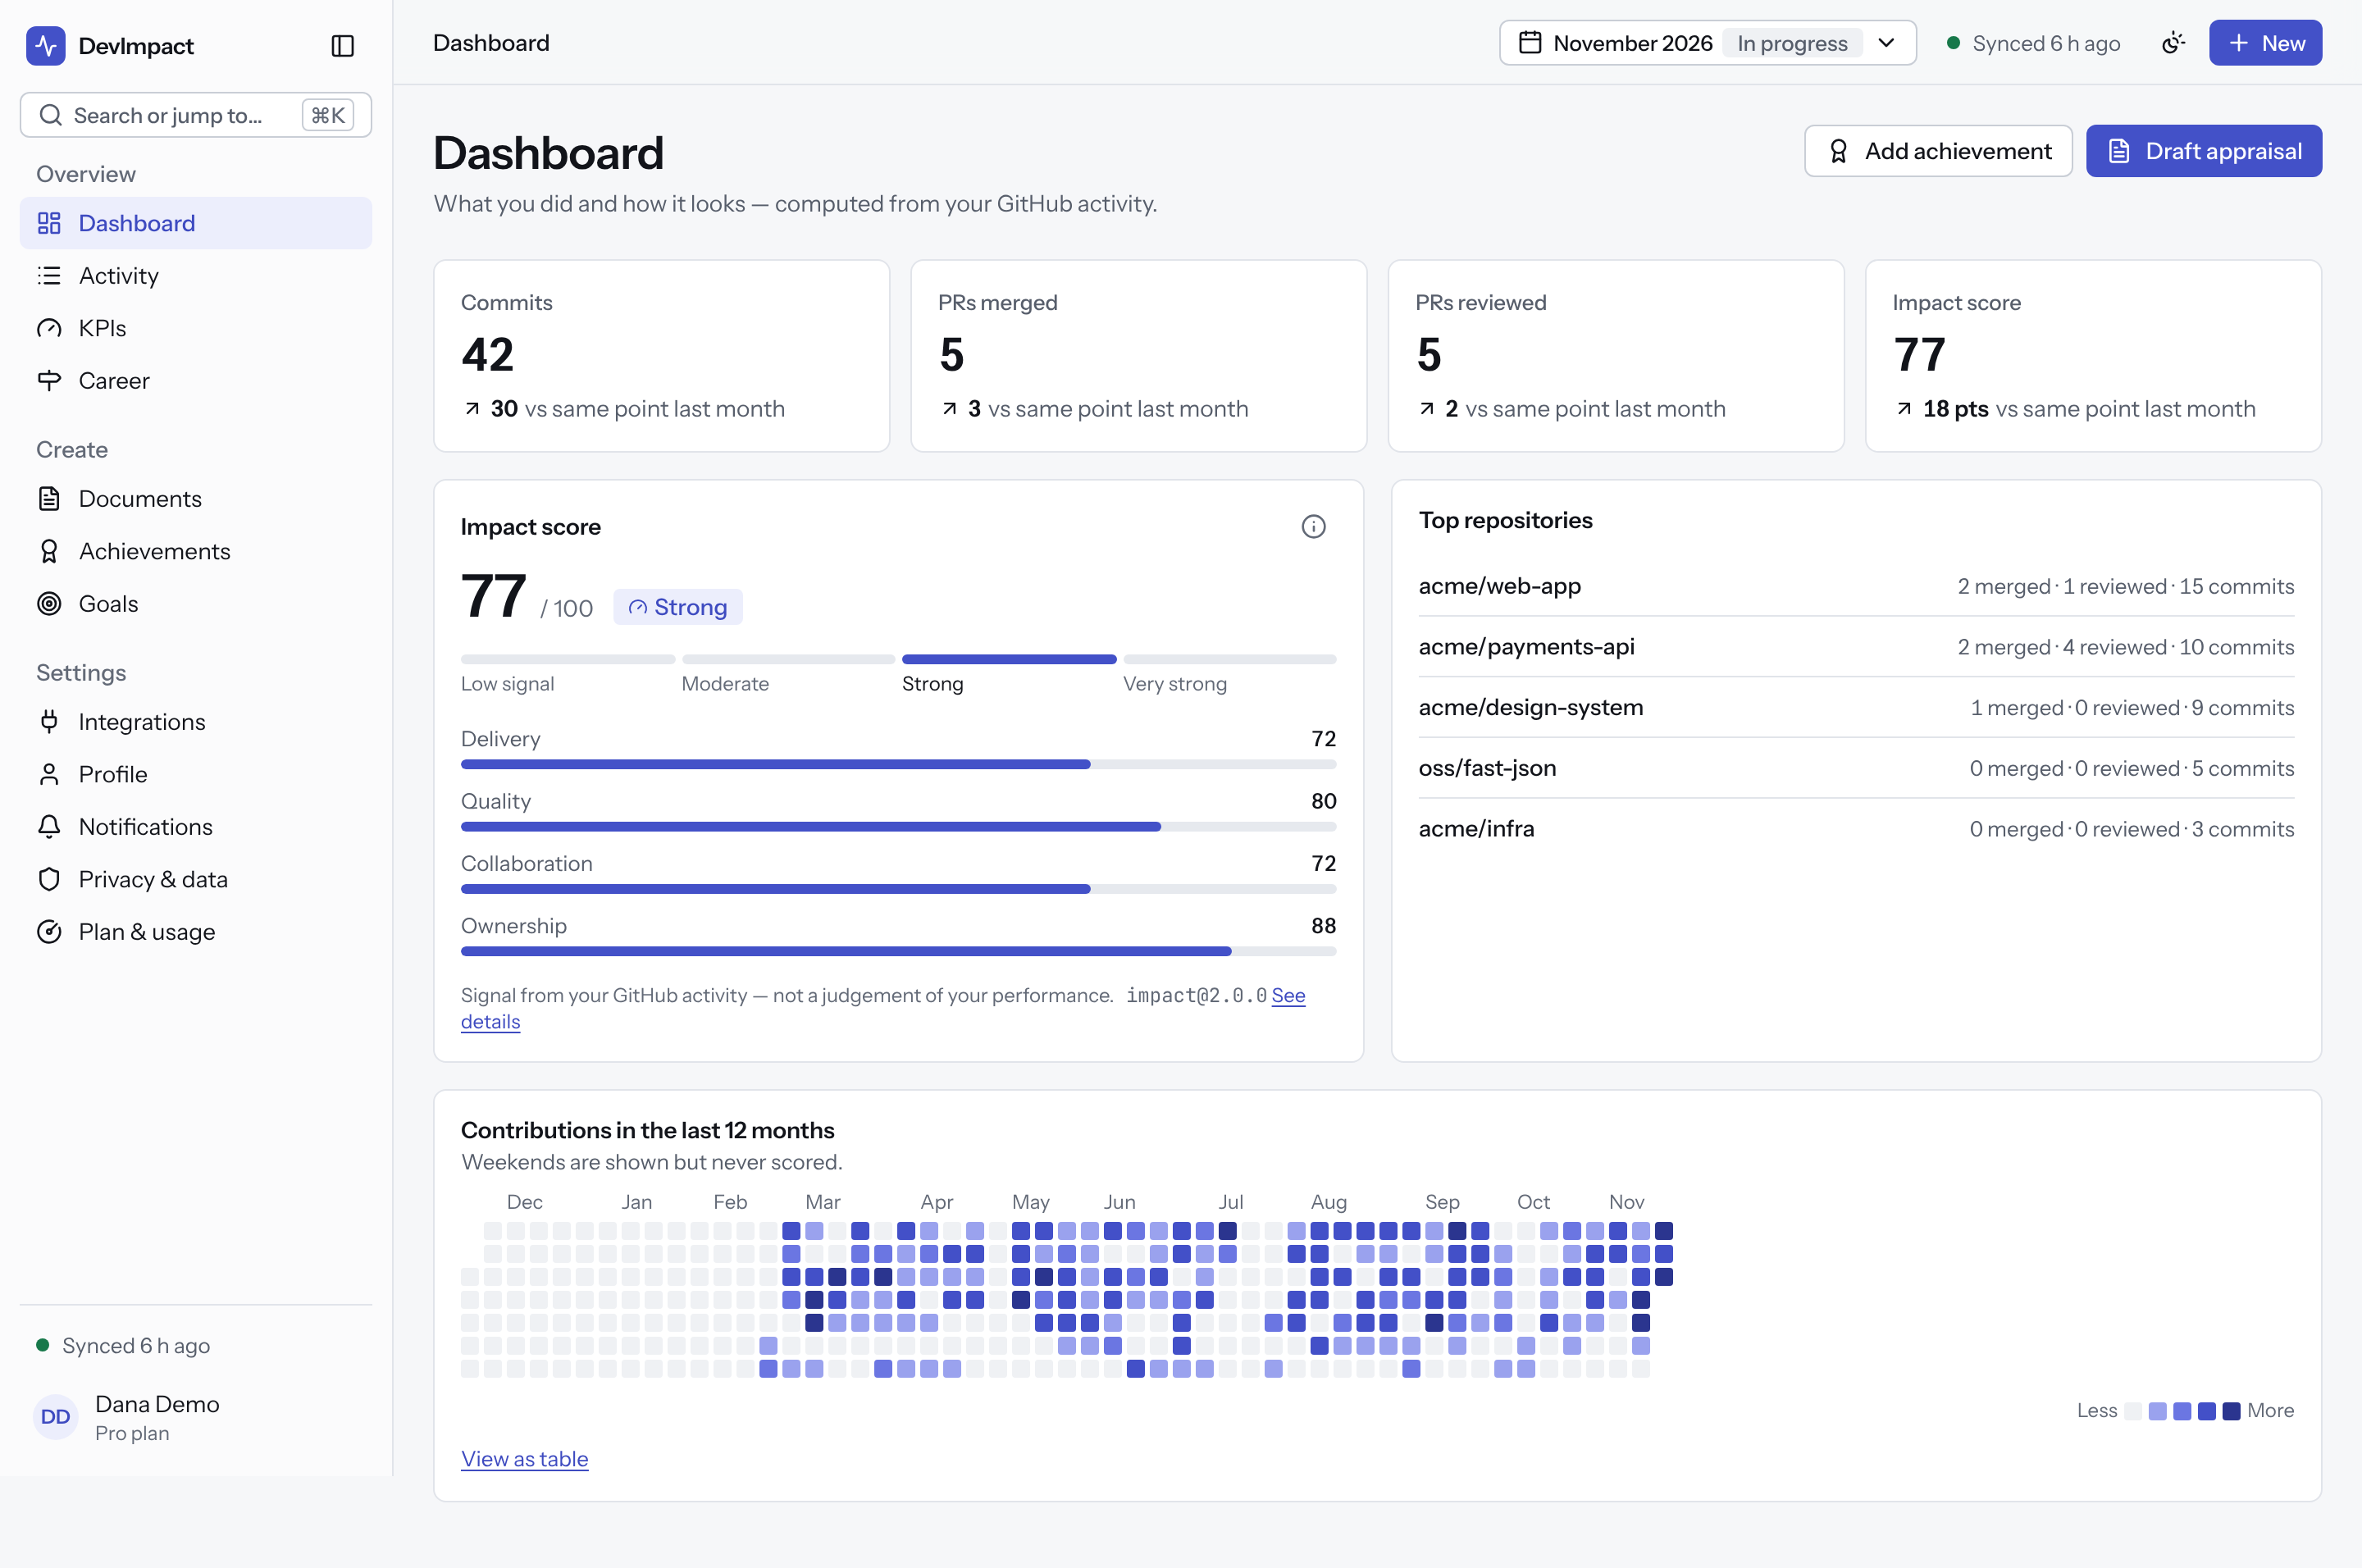 DevImpact
Search or jump to... ⌘K
Overview
Dashboard
Activity
KPIs
Career
Create
Documents
Achievements
Goals
Settings
Integrations
Profile
Notifications
Privacy & data
Plan & usage
Synced 6 h ago
DD
Dana Demo
Pro plan
Dashboard
November 2026 In progress
Synced 6 h ago
New
Dashboard
What you did and how it looks — computed from your GitHub activity.
Add achievement
Draft appraisal
Commits
42
30 vs same point last month
PRs merged
5
3 vs same point last month
PRs reviewed
5
2 vs same point last month
Impact score
77
18 pts vs same point last month
Impact score
77 / 100 Strong
Low signal Moderate Strong Very strong
Delivery 72
Quality 80
Collaboration 72
Ownership 88
Signal from your GitHub activity — not a judgement of your performance. impact@2.0.0 See
details
Top repositories
acme/web-app 2 merged · 1 reviewed · 15 commits
acme/payments-api 2 merged · 4 reviewed · 10 commits
acme/design-system 1 merged · 0 reviewed · 9 commits
oss/fast-json 0 merged · 0 reviewed · 5 commits
acme/infra 0 merged · 0 reviewed · 3 commits
Contributions in the last 12 months
Weekends are shown but never scored.
Dec Jan Feb Mar Apr May Jun Jul Aug Sep Oct Nov
Less More
View as table